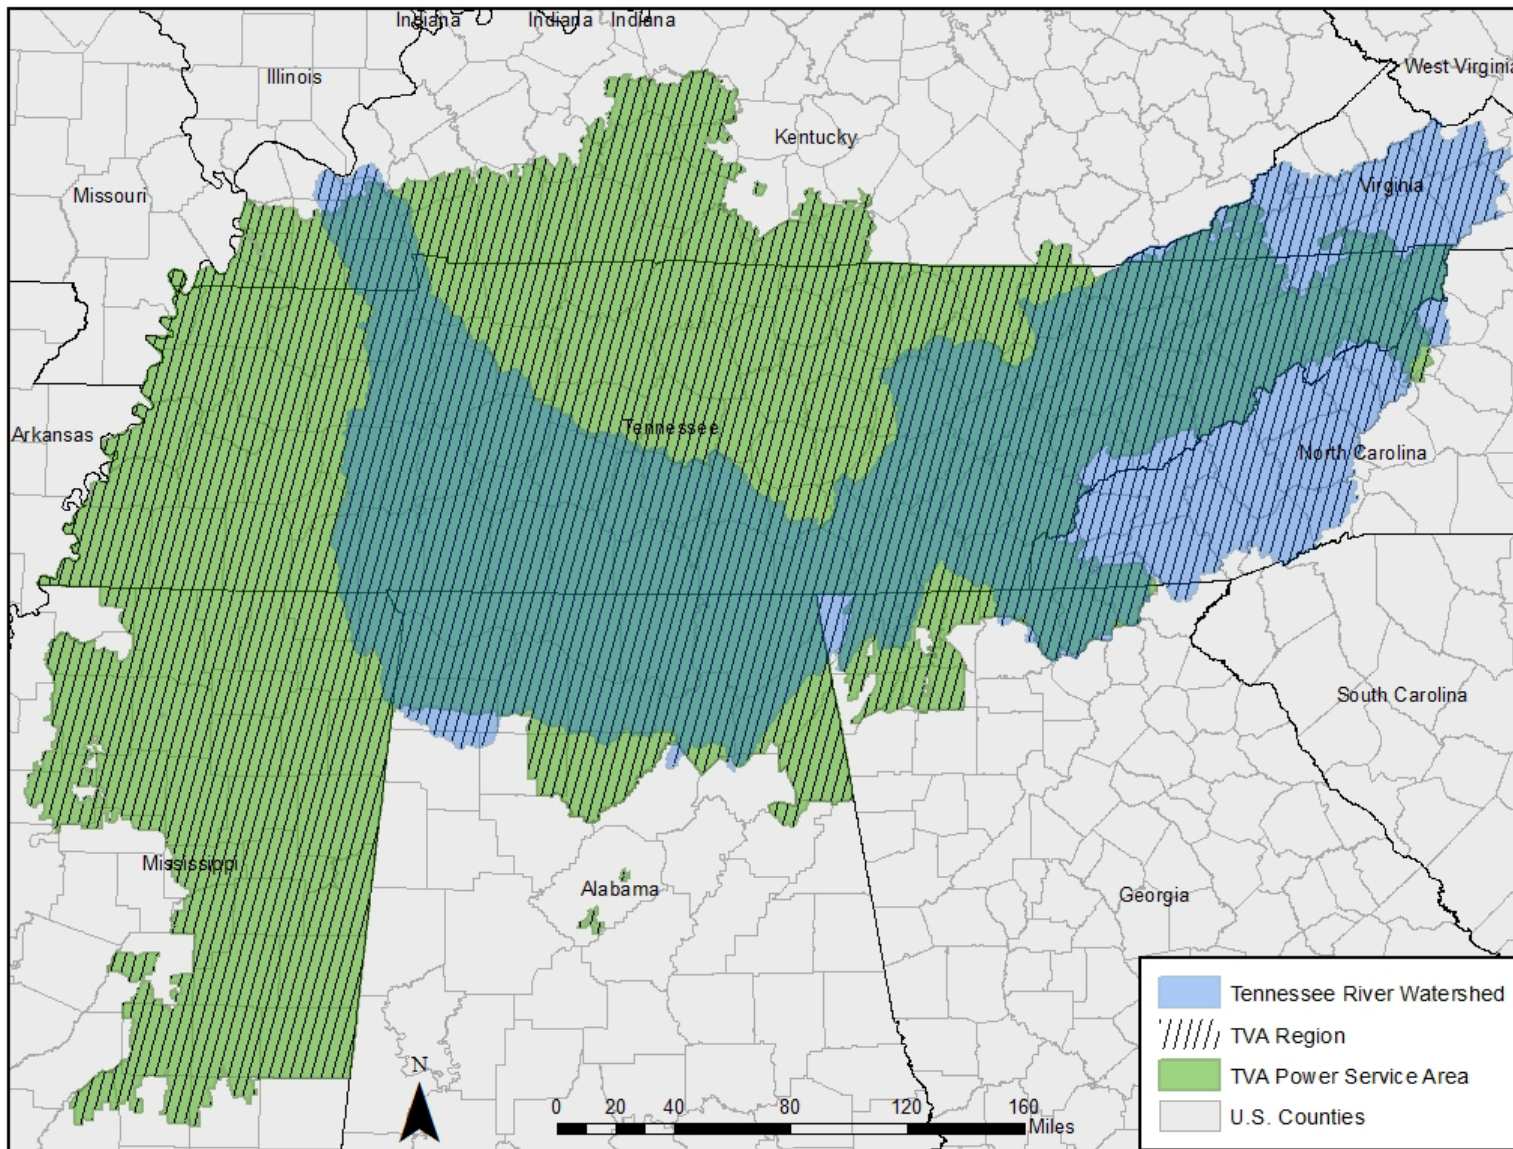 Indiana
Indiana
Indiana
Illinois
West Virginia
Kentucky
Missouri
Virginia
Tennessee
Arkansas
North Carolina
South Carolina
Mississippi
Alabama
Georgia
Tennessee River Watershed
TVA Region
TVA Power Service Area
U.S. Counties
N
0 20 40 80 120 160
Miles